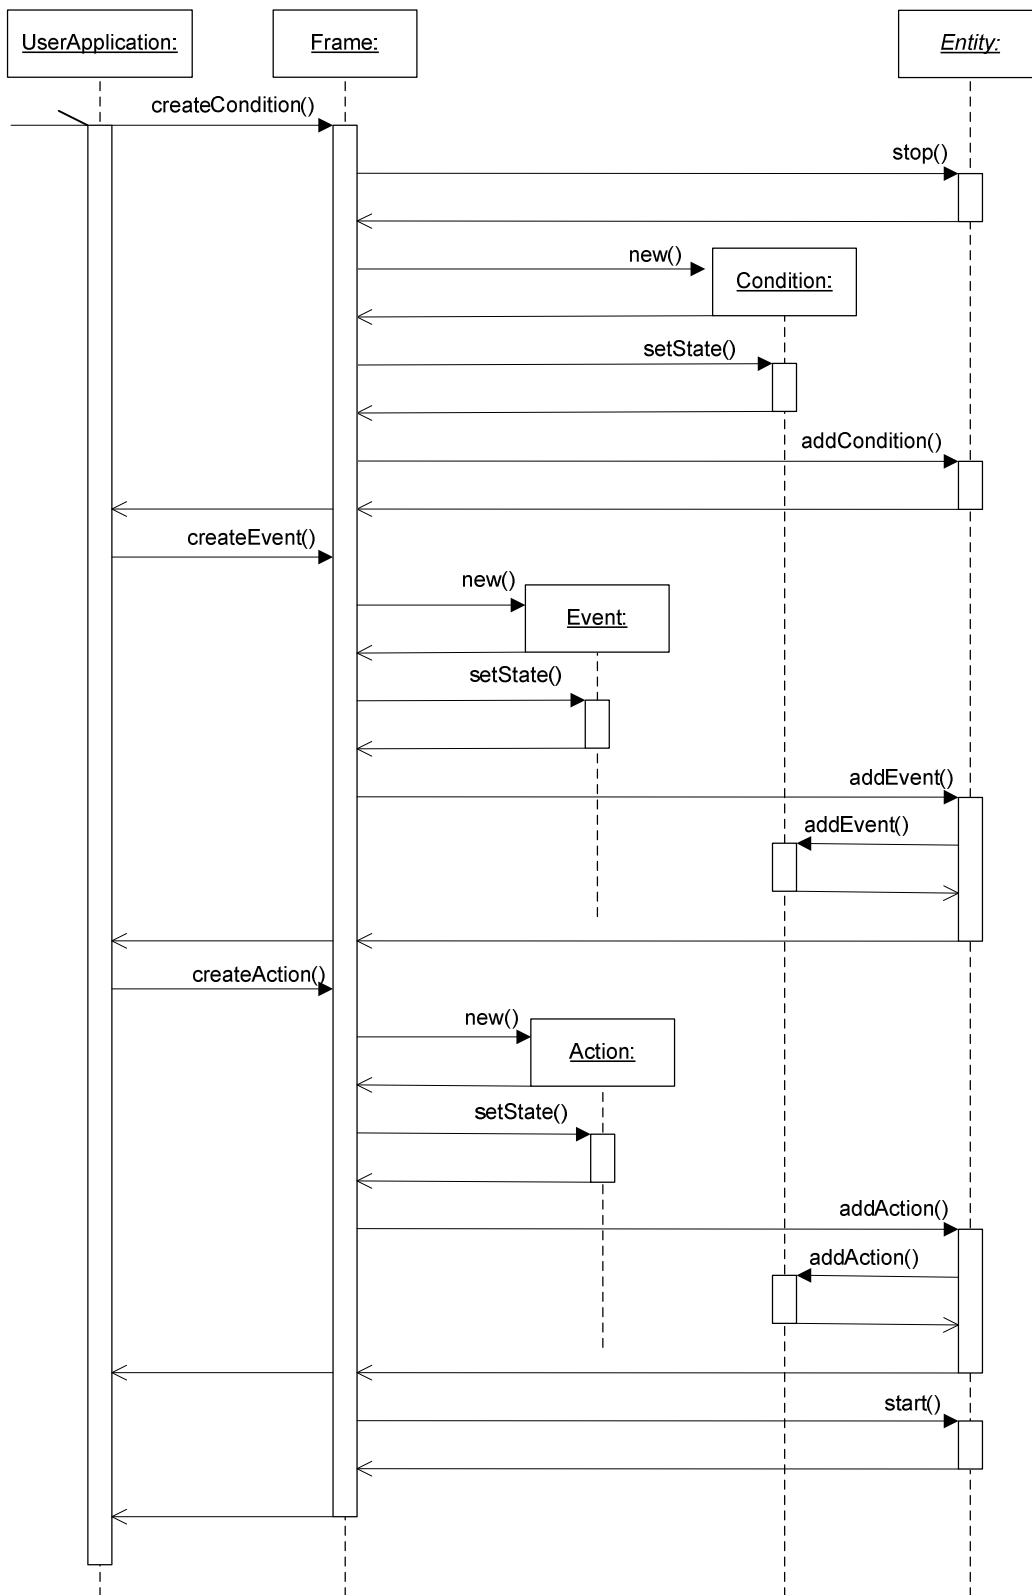 UserApplication:
Frame:
Entity:
createCondition()
stop()
new()
Condition:
setState()
addCondition()
createEvent()
new()
Event:
setState()
addEvent()
addEvent()
createAction()
new()
Action:
setState()
addAction()
addAction()
start()